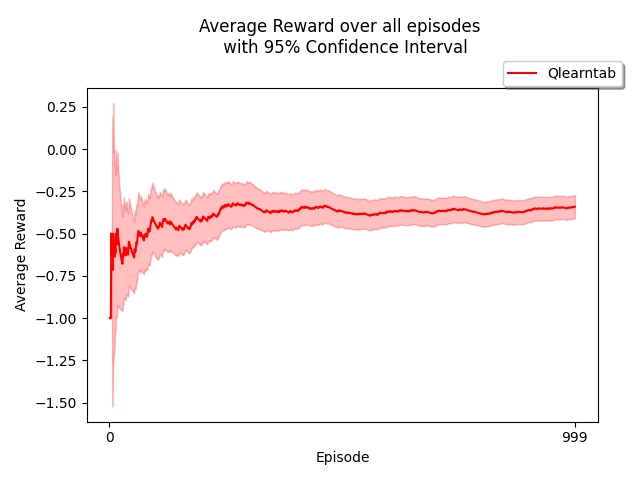 Average Reward over all episodes
with 95% Confidence Interval
Qlearntab
0.25
0.00
−0.25
−0.50
−0.75
−1.00
−1.25
−1.50
Average Reward
0
999
Episode